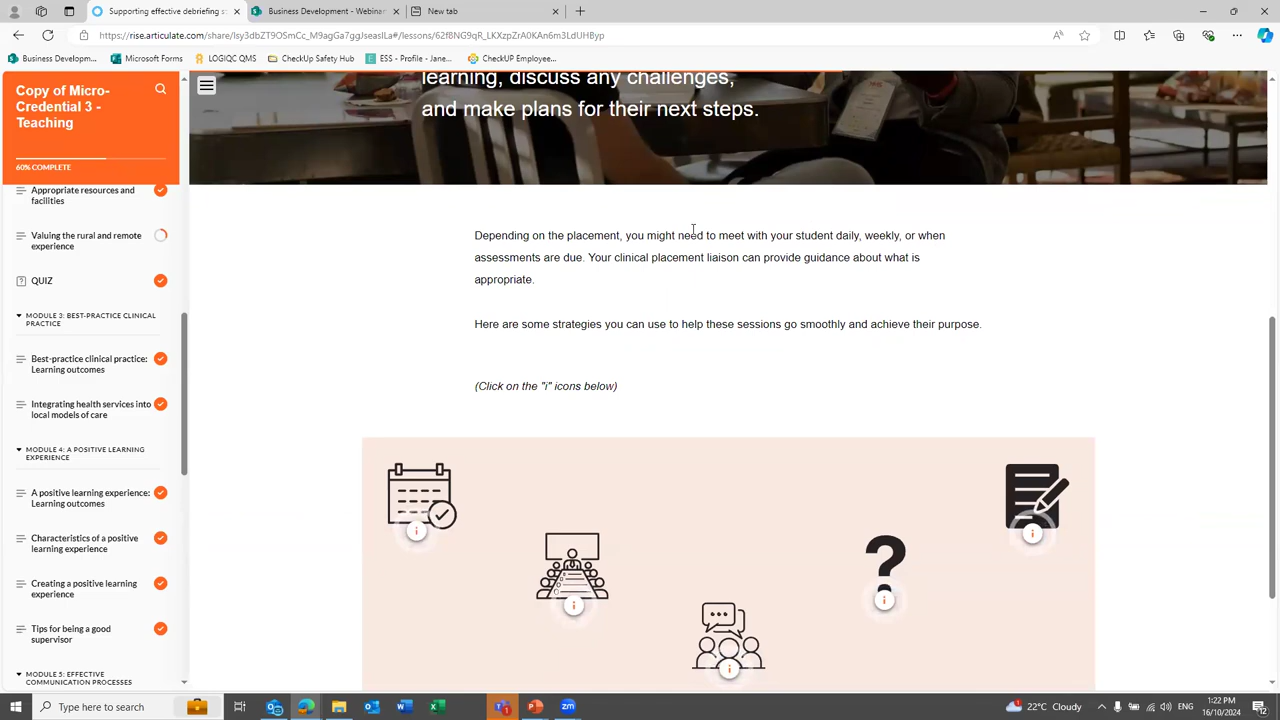 Supporting effective debriefing s
Business Development - Webinar
New tab
https://rise.articulate.com/share/Isy3dbZT9OSmCc_M9agGa7ggJseasILa#/lessons/62f8NG9qR_LKXzpZrA0KAn6m3LdUHByp
Business Developm...
Microsoft Forms
LOGIQC QMS
CheckUp Safety Hub
ESS - Profile - Jane...
CheckUP Employee...
Copy of Micro-
Credential 3 -
Teaching
60% COMPLETE
Appropriate resources and
facilities
Valuing the rural and remote
experience
QUIZ
MODULE 3: BEST-PRACTICE CLINICAL
PRACTICE
Best-practice clinical practice:
Learning outcomes
Integrating health services into
local models of care
MODULE 4: A POSITIVE LEARNING
EXPERIENCE
A positive learning experience:
Learning outcomes
Characteristics of a positive
learning experience
Creating a positive learning
experience
Tips for being a good
supervisor
MODULE 5: EFFECTIVE
COMMUNICATION PROCESSES
learning, discuss any challenges,
and make plans for their next steps.
Depending on the placement, you might need to meet with your student daily, weekly, or when
assessments are due. Your clinical placement liaison can provide guidance about what is
appropriate.
Here are some strategies you can use to help these sessions go smoothly and achieve their purpose.
(Click on the "i" icons below)
i
i
i
i
i
?
Type here to search
22°C Cloudy
ENG
1:22 PM
16/10/2024